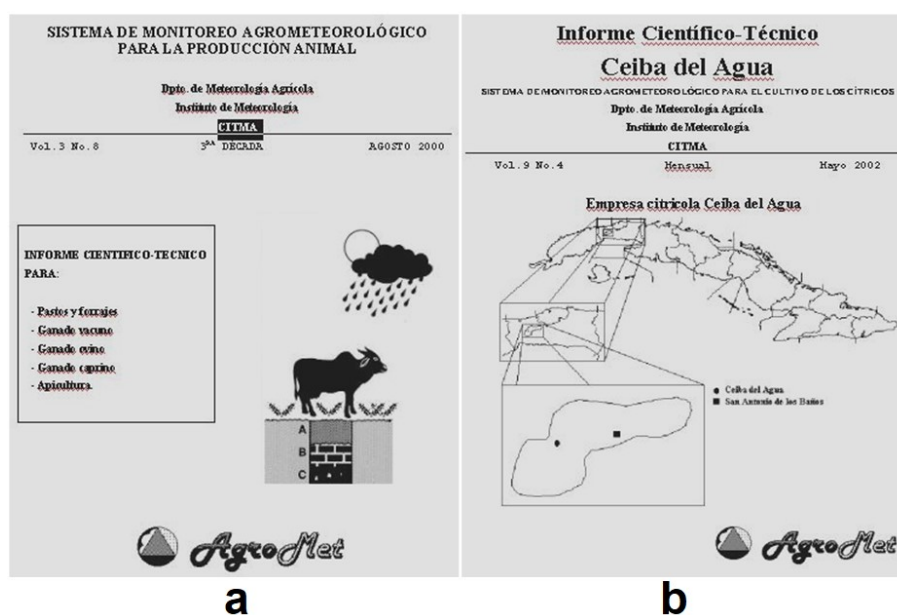 SISTEMA DE MONITOREO AGROMETEOROLÓGICO
PARA LA PRODUCCIÓN ANIMAL
Dpto. de Meteorología Agrícola
Instituto de Meteorología
CITMA
Vol.3 No.8 3ᴿᴬ DÉCADA AGOSTO 2000
INFORME CIENTIFICO-TECNICO
PARA:
- Pastos y forrajes
- Ganado vacuno
- Ganado ovino
- Ganado caprino
- Apicultura.
A
B
C
AgroMet
a
Informe Científico-Técnico
Ceiba del Agua
SISTEMA DE MONITOREO AGROMETEOROLÓGICO PARA EL CULTIVO DE LOS CÍTRICOS
Dpto. de Meteorología Agrícola
Instituto de Meteorología
CITMA
Vol.9 No.4 Mensual Mayo 2002
Empresa citrícola Ceiba del Agua
Ceiba del Agua
San Antonio de los Baños
AgroMet
b